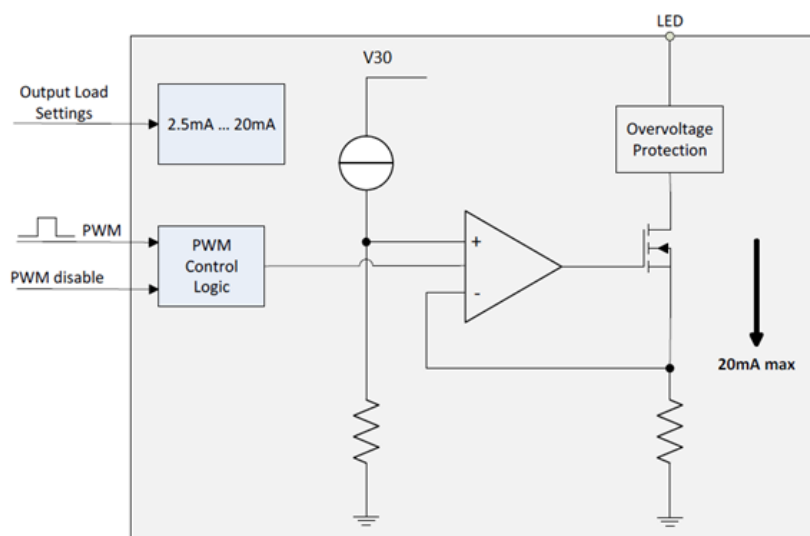 LED
V30
Output Load
Settings
2.5mA ... 20mA
Overvoltage
Protection
PWM
PWM disable
PWM
Control
Logic
+
-
20mA max